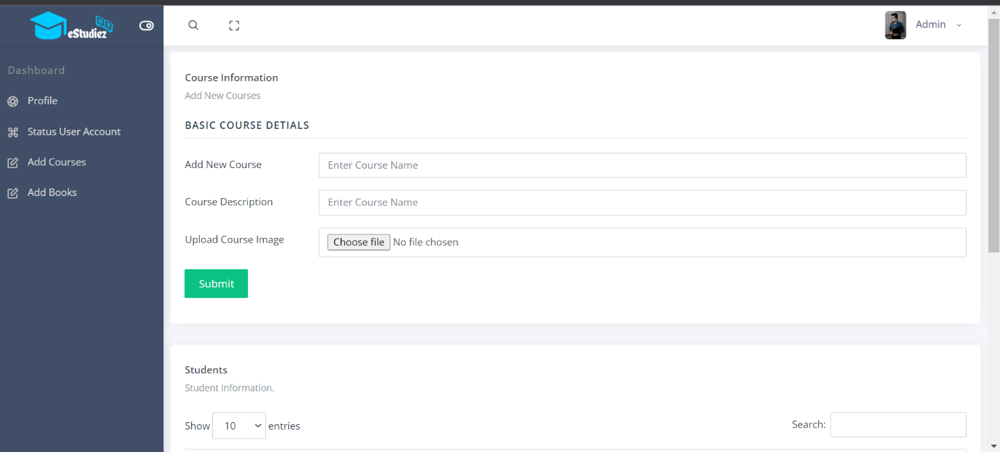 eStudiez
Admin
Dashboard
Profile
Status User Account
Add Courses
Add Books
Course Information
Add New Courses
BASIC COURSE DETIALS
Add New Course
Enter Course Name
Course Description
Enter Course Name
Upload Course Image
Choose file No file chosen
Submit
Students
Student Information.
Show 10 entries
Search: